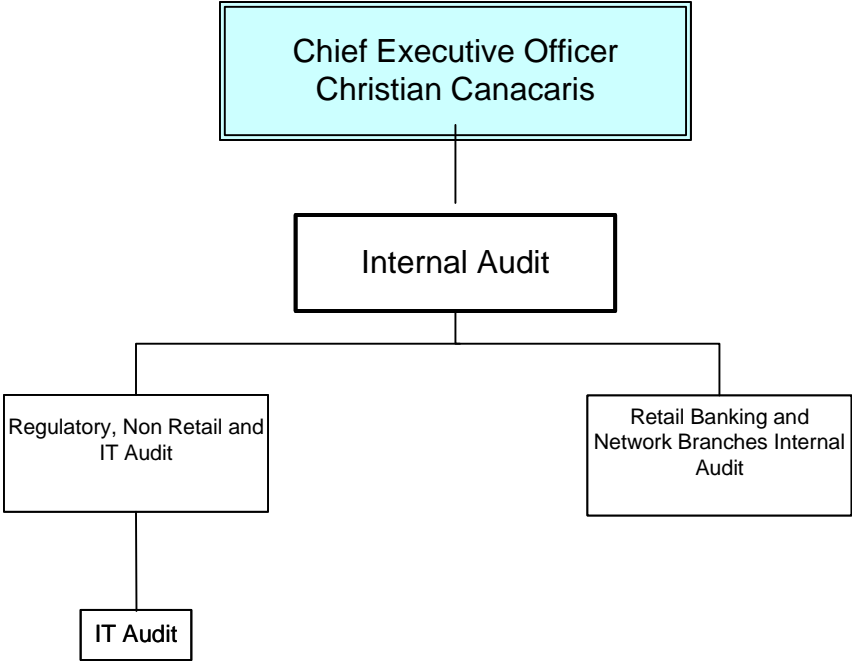 Chief Executive Officer
Christian Canacaris
Internal Audit
Regulatory, Non Retail and
IT Audit
Retail Banking and
Network Branches Internal
Audit
IT Audit